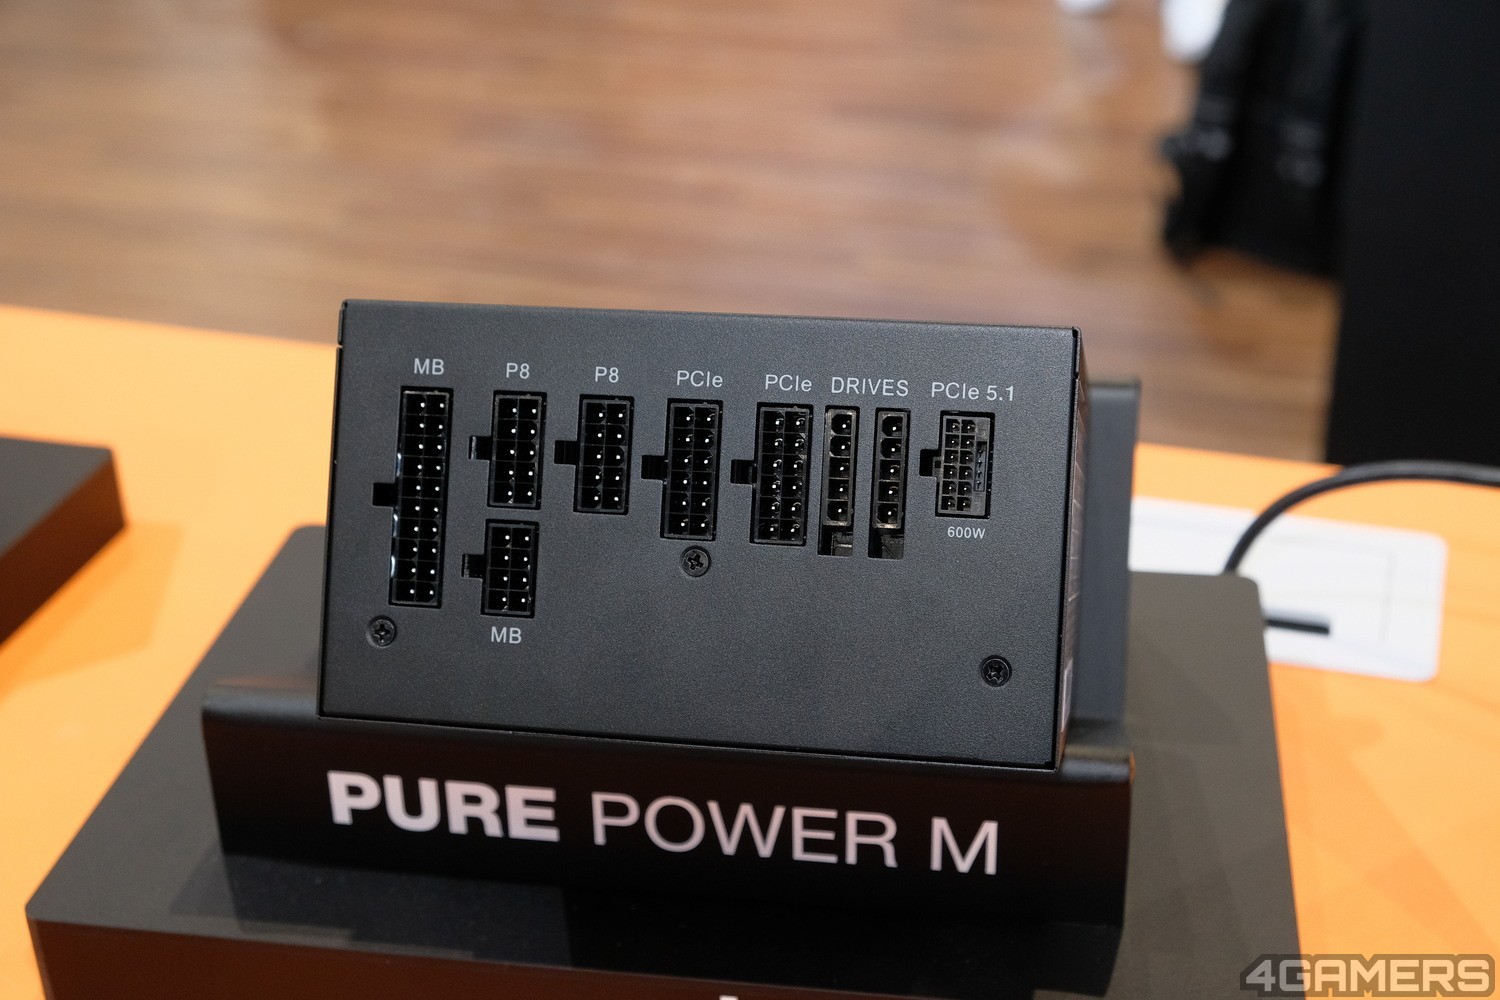 MB P8 P8 PCIe PCIe DRIVES PCIe 5.1
600W
MB
PURE POWER M
4GAMERS